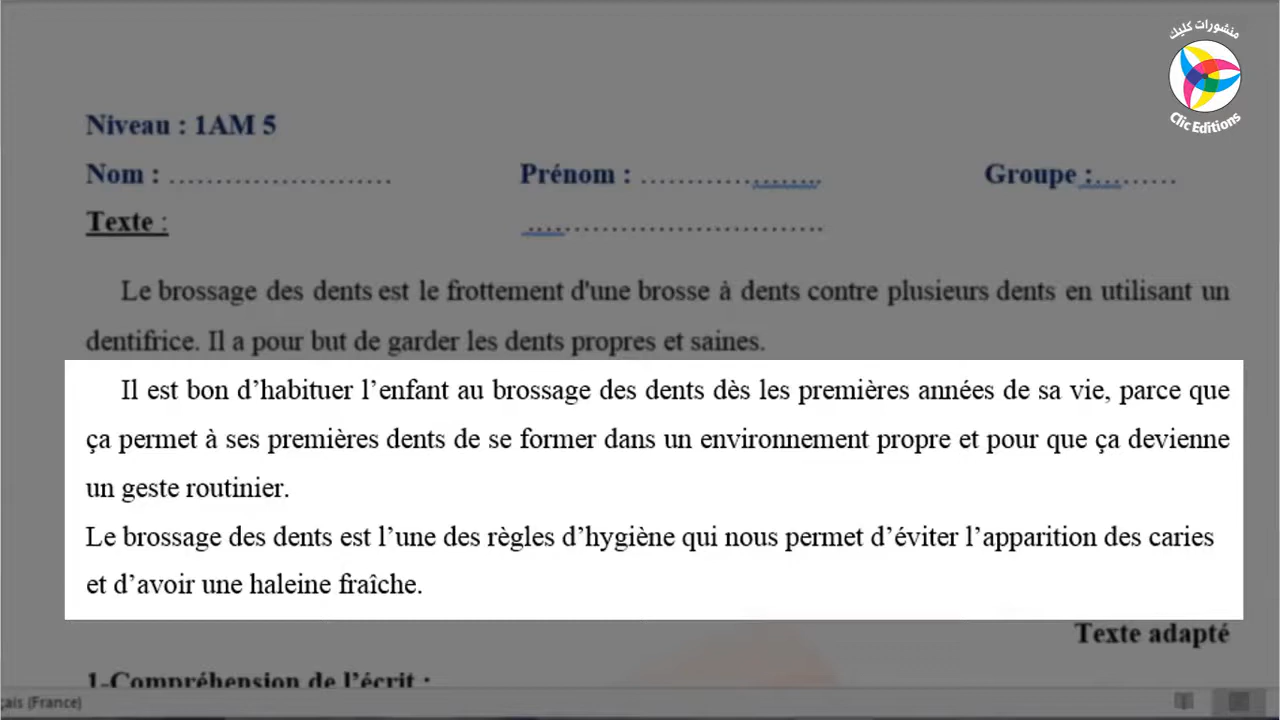 منشورات كليك
Clic Editions
Niveau : 1AM 5
Nom : ........................ Prénom : ...................... Groupe :.........
Texte : ................................
Le brossage des dents est le frottement d'une brosse à dents contre plusieurs dents en utilisant un
dentifrice. Il a pour but de garder les dents propres et saines.
Il est bon d’habituer l’enfant au brossage des dents dès les premières années de sa vie, parce que
ça permet à ses premières dents de se former dans un environnement propre et pour que ça devienne
un geste routinier.
Le brossage des dents est l’une des règles d’hygiène qui nous permet d’éviter l’apparition des caries
et d’avoir une haleine fraîche.
Texte adapté
1-Compréhension de l’écrit :
çais (France)